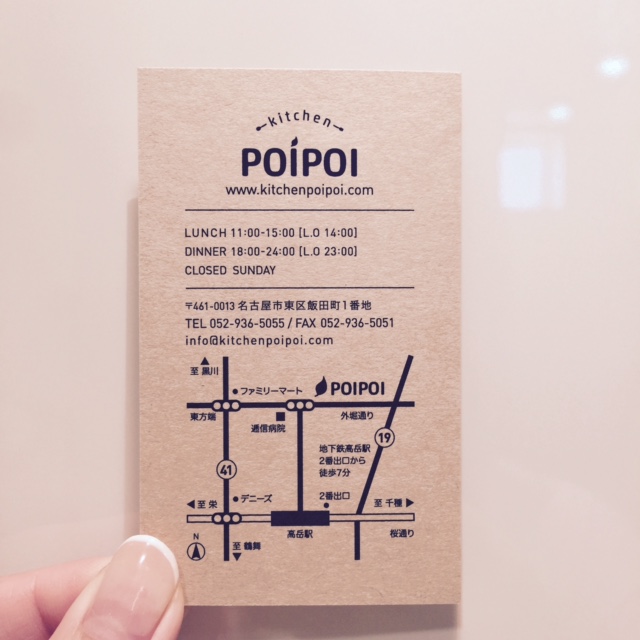 kitchen
POIPOI
www.kitchenpoipoi.com
LUNCH 11:00-15:00 [L.O 14:00]
DINNER 18:00-24:00 [L.O 23:00]
CLOSED SUNDAY
〒461-0013 名古屋市東区飯田町1番地
TEL 052-936-5055 / FAX 052-936-5051
info@kitchenpoipoi.com
至 黒川
ファミリーマート
POIPOI
東方端
逓信病院
外堀通り
19
地下鉄高岳駅
2番出口から
徒歩7分
41
至 栄
デニーズ
2番出口
至 千種
高岳駅
桜通り
N
至 鶴舞